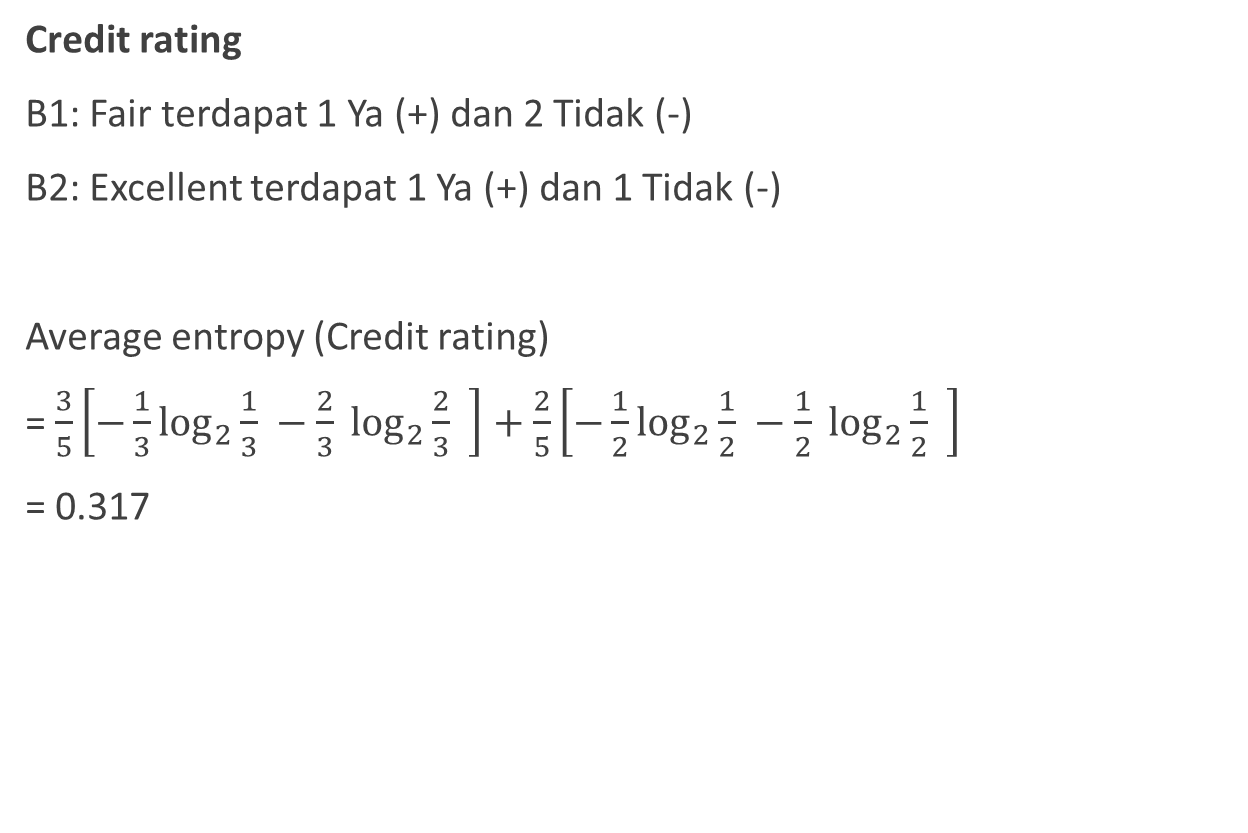 Credit rating
B1: Fair terdapat 1 Ya (+) dan 2 Tidak (-)
B2: Excellent terdapat 1 Ya (+) dan 1 Tidak (-)
Average entropy (Credit rating)
= 3/5 [−1/3 log₂ 1/3 − 2/3 log₂ 2/3 ] + 2/5 [−1/2 log₂ 1/2 − 1/2 log₂ 1/2 ]
= 0.317